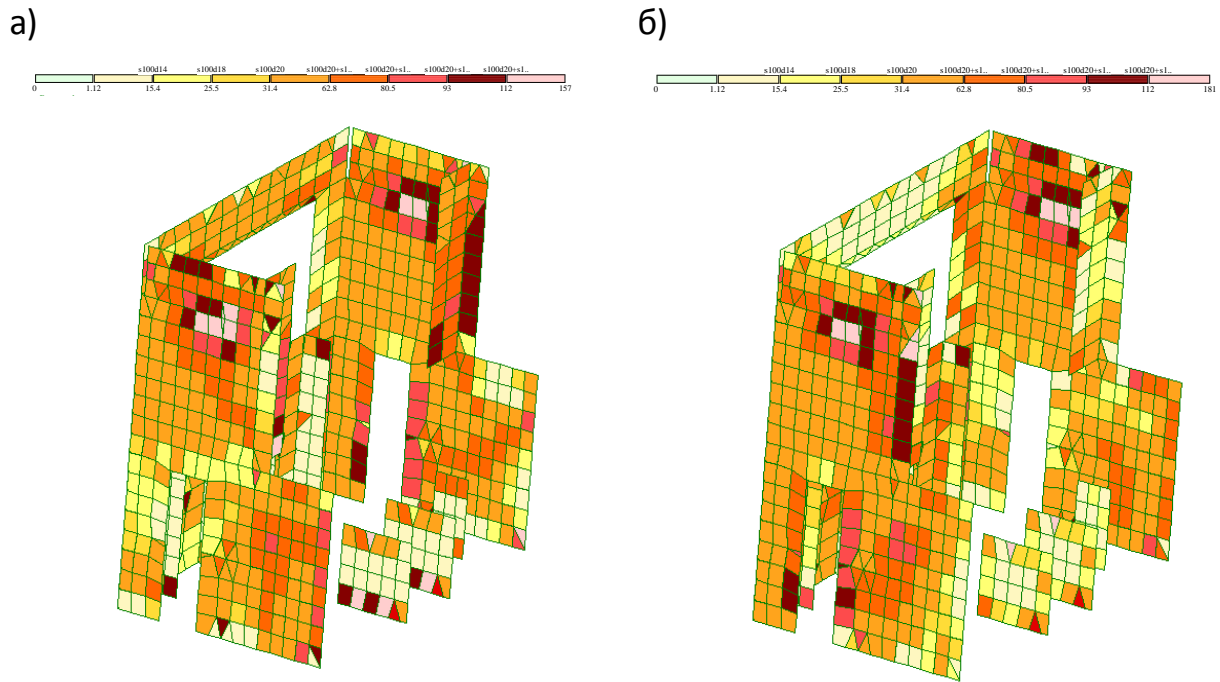 а)
б)
s100d14 s100d18 s100d20 s100d20+s1.. s100d20+s1.. s100d20+s1.. s100d20+s1..
0 1.12 15.4 25.5 31.4 62.8 80.5 93 112 157
s100d14 s100d18 s100d20 s100d20+s1.. s100d20+s1.. s100d20+s1.. s100d20+s1..
0 1.12 15.4 25.5 31.4 62.8 80.5 93 112 181